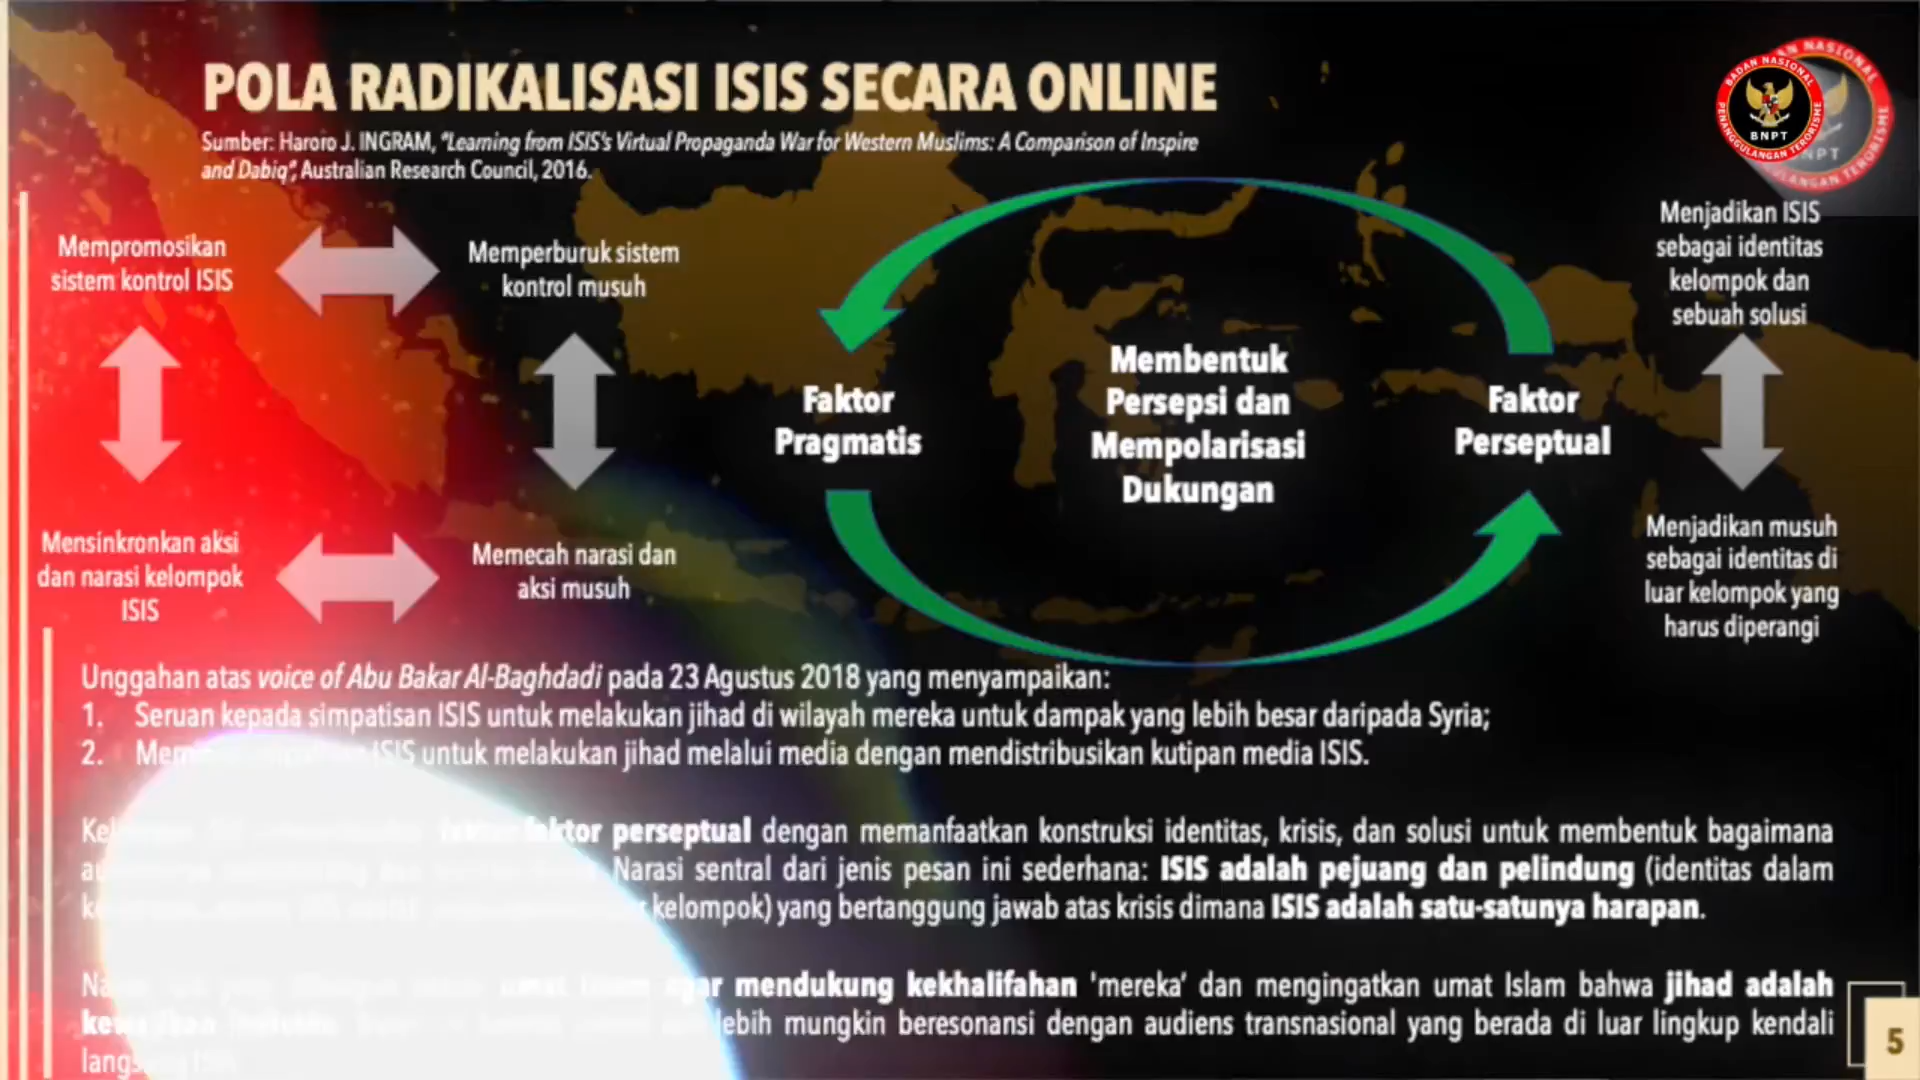 POLA RADIKALISASI ISIS SECARA ONLINE
Sumber: Haroro J. INGRAM, "Learning from ISIS's Virtual Propaganda War for Western Muslims: A Comparison of Inspire
and Dabiq", Australian Research Council, 2016.
BADAN NASIONAL
PENANGGULANGAN TERORISME
BNPT
Mempromosikan
sistem kontrol ISIS
Memperburuk sistem
kontrol musuh
Mensinkronkan aksi
dan narasi kelompok
ISIS
Memecah narasi dan
aksi musuh
Faktor
Pragmatis
Membentuk
Persepsi dan
Mempolarisasi
Dukungan
Faktor
Perseptual
Menjadikan ISIS
sebagai identitas
kelompok dan
sebuah solusi
Menjadikan musuh
sebagai identitas di
luar kelompok yang
harus diperangi
Unggahan atas voice of Abu Bakar Al-Baghdadi pada 23 Agustus 2018 yang menyampaikan:
1. Seruan kepada simpatisan ISIS untuk melakukan jihad di wilayah mereka untuk dampak yang lebih besar daripada Syria;
2. ISIS untuk melakukan jihad melalui media dengan mendistribusikan kutipan media ISIS.
faktor perseptual dengan memanfaatkan konstruksi identitas, krisis, dan solusi untuk membentuk bagaimana
Narasi sentral dari jenis pesan ini sederhana: ISIS adalah pejuang dan pelindung (identitas dalam
kelompok) yang bertanggung jawab atas krisis dimana ISIS adalah satu-satunya harapan.
agar mendukung kekhalifahan 'mereka' dan mengingatkan umat Islam bahwa jihad adalah
lebih mungkin beresonansi dengan audiens transnasional yang berada di luar lingkup kendali
5